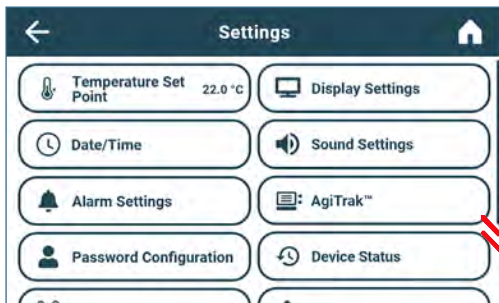 Settings
Temperature Set
Point
22.0 °C
Display Settings
Date/Time
Sound Settings
Alarm Settings
AgiTrak™
Password Configuration
Device Status